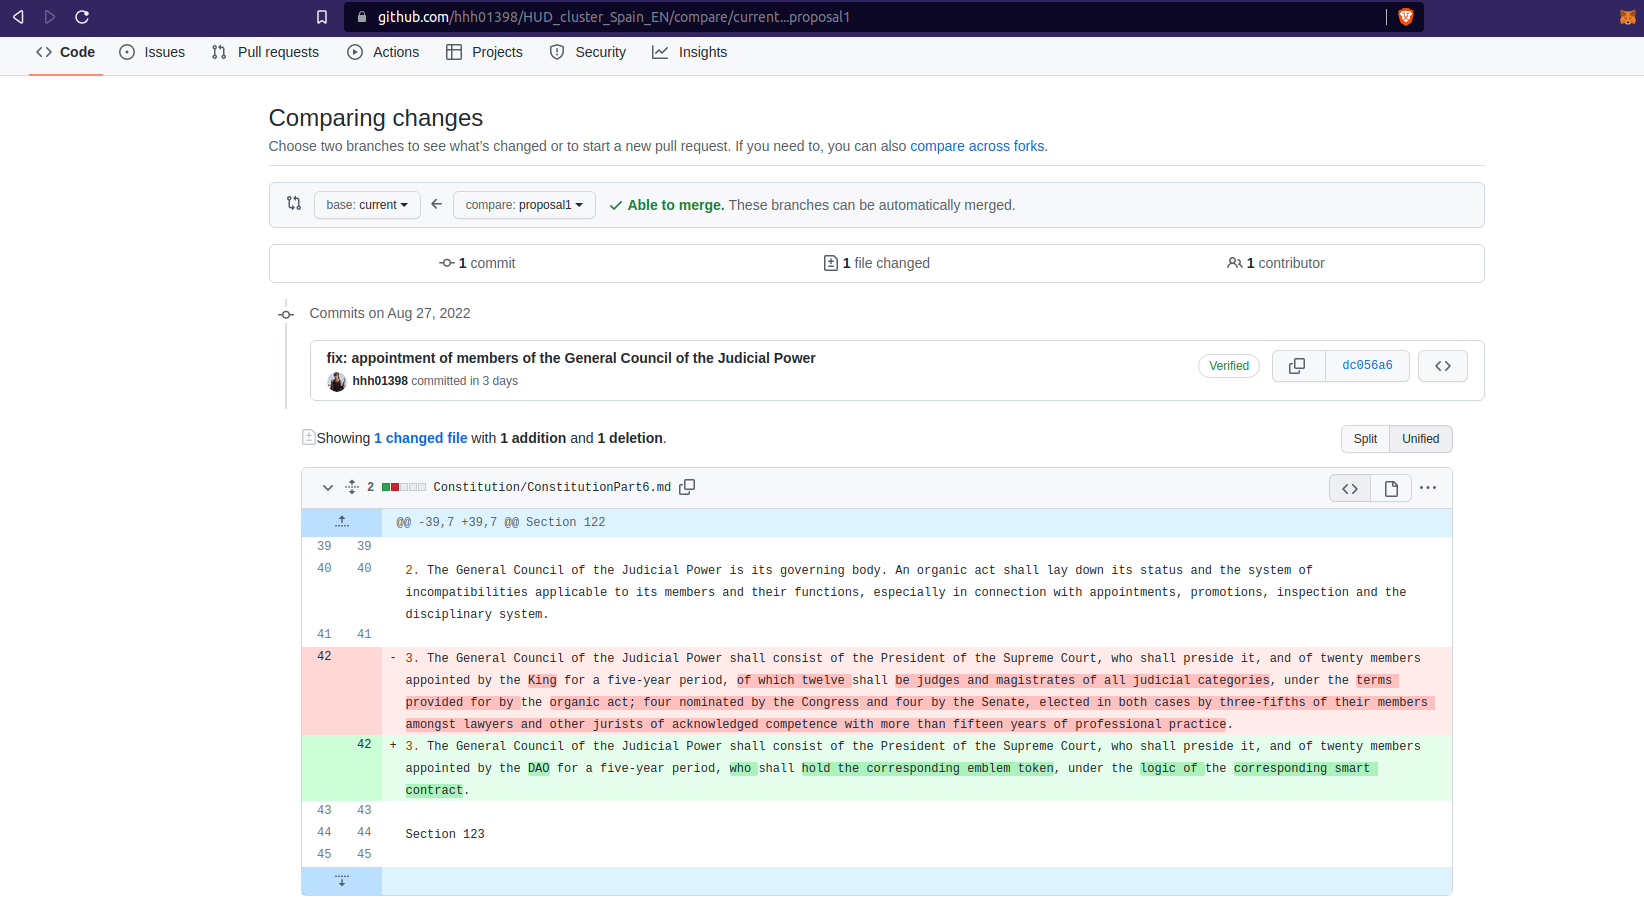 github.com/hhh01398/HUD_cluster_Spain_EN/compare/current...proposal1
Code Issues Pull requests Actions Projects Security Insights
Comparing changes
Choose two branches to see what's changed or to start a new pull request. If you need to, you can also compare across forks.
base: current compare: proposal1 Able to merge. These branches can be automatically merged.
1 commit 1 file changed 1 contributor
Commits on Aug 27, 2022
fix: appointment of members of the General Council of the Judicial Power
Verified dc056a6
hhh01398 committed in 3 days
Showing 1 changed file with 1 addition and 1 deletion.
Split Unified
2 Constitution/ConstitutionPart6.md
@@ -39,7 +39,7 @@ Section 122
39 39
40 40 2. The General Council of the Judicial Power is its governing body. An organic act shall lay down its status and the system of
incompatibilities applicable to its members and their functions, especially in connection with appointments, promotions, inspection and the
disciplinary system.
41 41
42 - 3. The General Council of the Judicial Power shall consist of the President of the Supreme Court, who shall preside it, and of twenty members
appointed by the King for a five-year period, of which twelve shall be judges and magistrates of all judicial categories, under the terms
provided for by the organic act; four nominated by the Congress and four by the Senate, elected in both cases by three-fifths of their members
amongst lawyers and other jurists of acknowledged competence with more than fifteen years of professional practice.
42 + 3. The General Council of the Judicial Power shall consist of the President of the Supreme Court, who shall preside it, and of twenty members
appointed by the DAO for a five-year period, who shall hold the corresponding emblem token, under the logic of the corresponding smart
contract.
43 43
44 44 Section 123
45 45